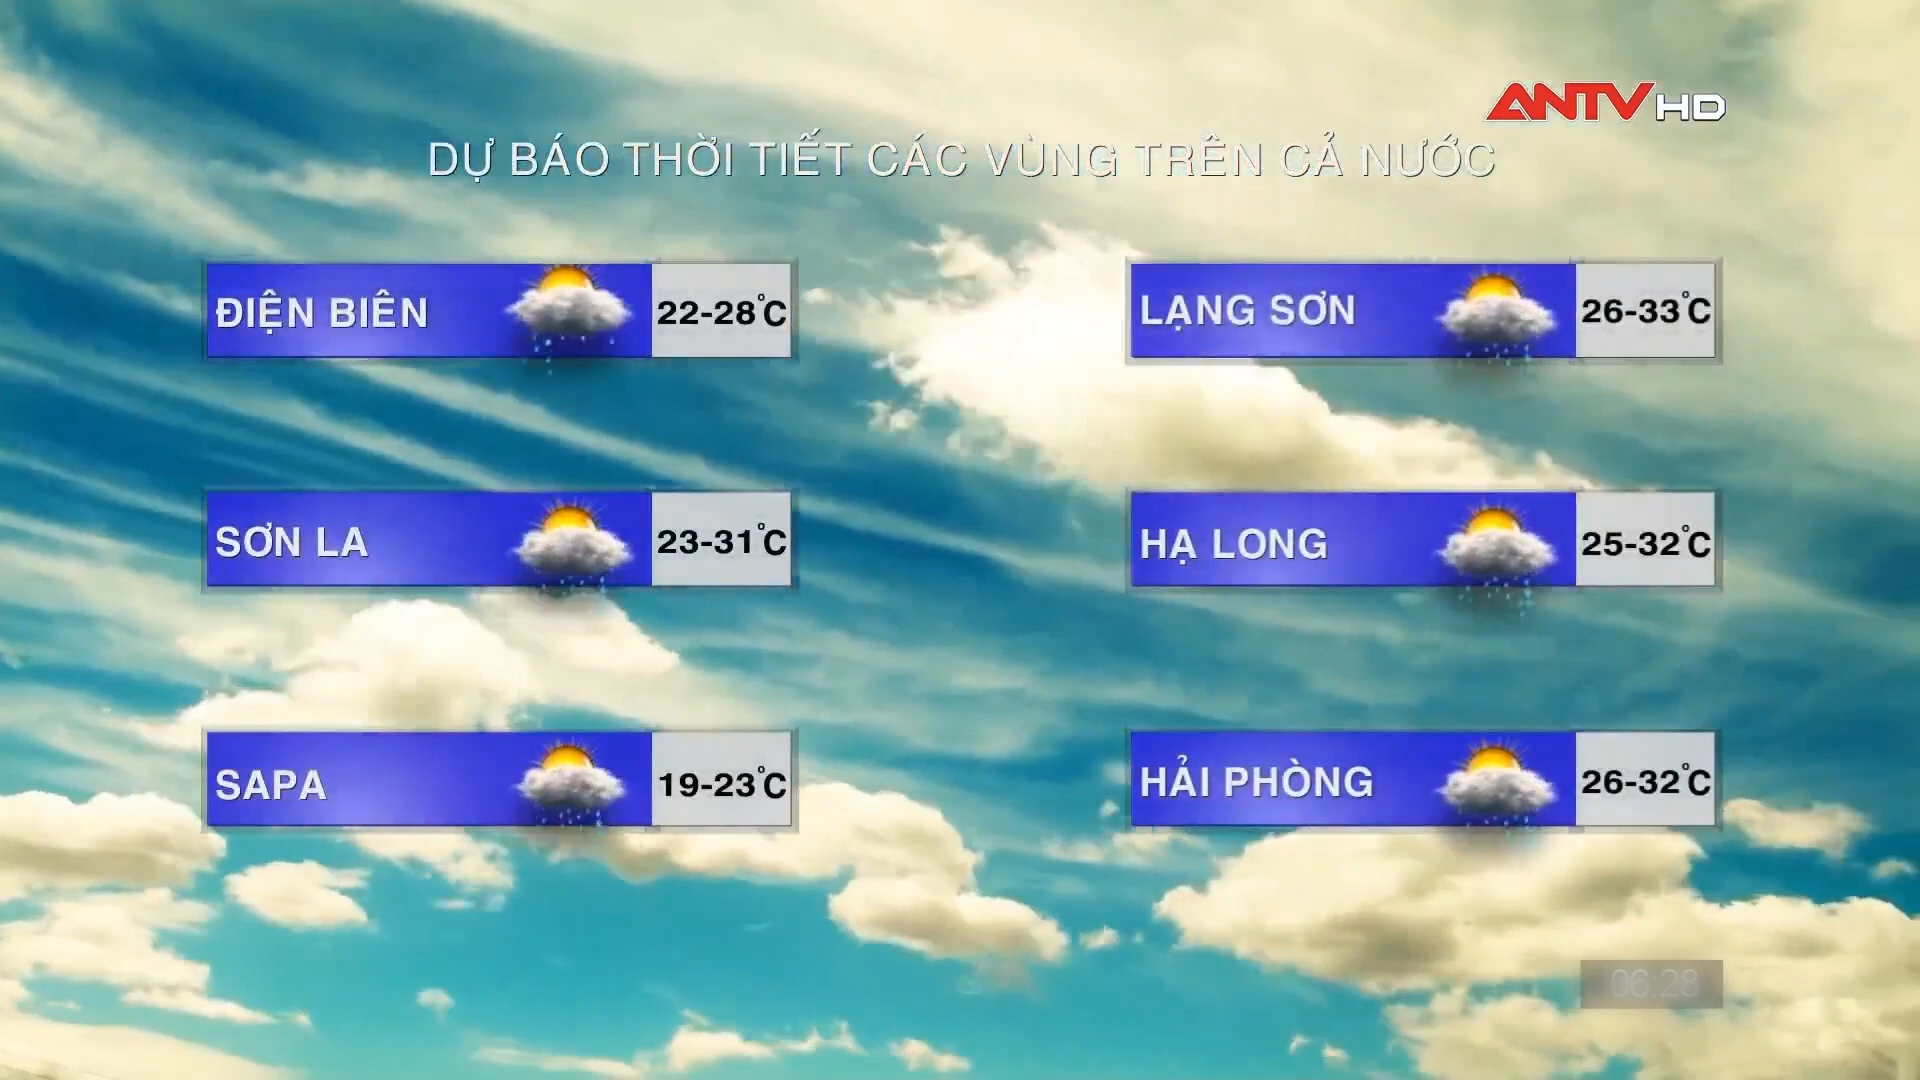 ANTV HD
DỰ BÁO THỜI TIẾT CÁC VÙNG TRÊN CẢ NƯỚC
ĐIỆN BIÊN 22-28°C
LẠNG SƠN 26-33°C
SƠN LA 23-31°C
HẠ LONG 25-32°C
SAPA 19-23°C
HẢI PHÒNG 26-32°C
06:28